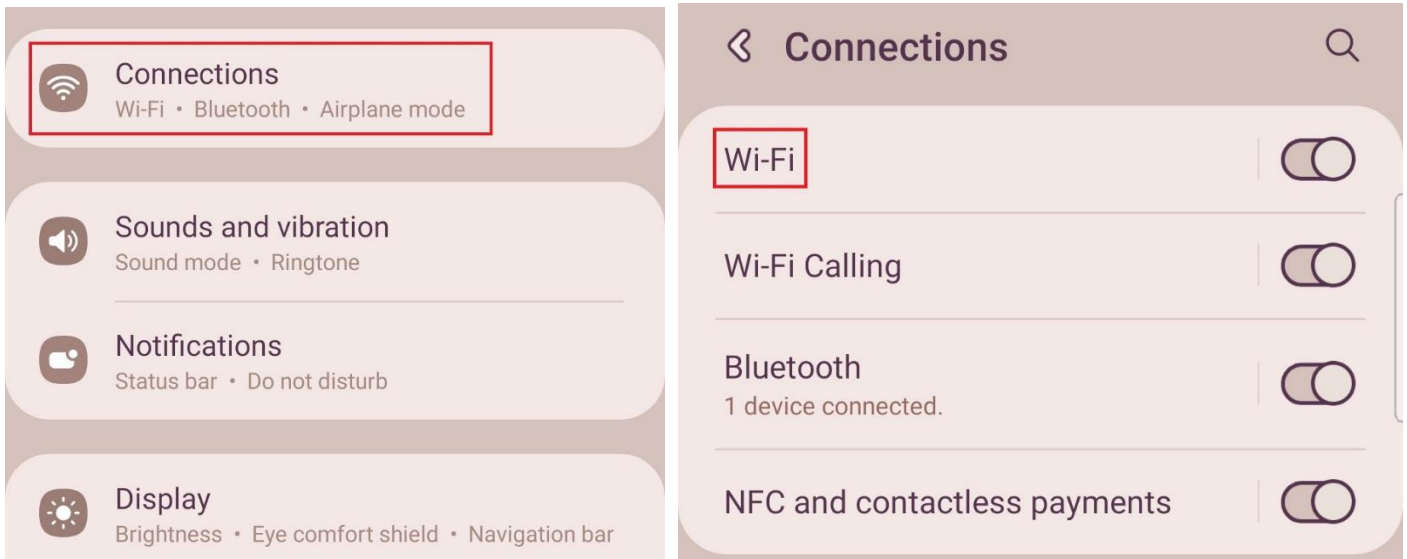 Connections
Wi-Fi • Bluetooth • Airplane mode
Sounds and vibration
Sound mode • Ringtone
Notifications
Status bar • Do not disturb
Display
Brightness • Eye comfort shield • Navigation bar
Connections
Wi-Fi
Wi-Fi Calling
Bluetooth
1 device connected.
NFC and contactless payments